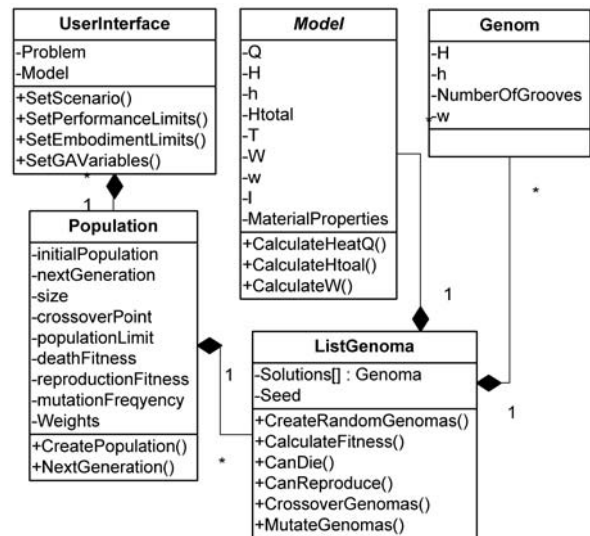 UserInterface
-Problem
-Model
+SetScenario()
+SetPerformanceLimits()
+SetEmbodimentLimits()
+SetGAVariables()
*
1
Population
-initialPopulation
-nextGeneration
-size
-crossoverPoint
-populationLimit
-deathFitness
-reproductionFitness
-mutationFreqyency
-Weights
+CreatePopulation()
+NextGeneration()
1
*
Model
-Q
-H
-h
-Htotal
-T
-W
-w
-l
-MaterialProperties
+CalculateHeatQ()
+CalculateHtoal()
+CalculateW()
*
1
Genom
-H
-h
-NumberOfGrooves
-w
*
1
ListGenoma
-Solutions[] : Genoma
-Seed
+CreateRandomGenomas()
+CalculateFitness()
+CanDie()
+CanReproduce()
+CrossoverGenomas()
+MutateGenomas()